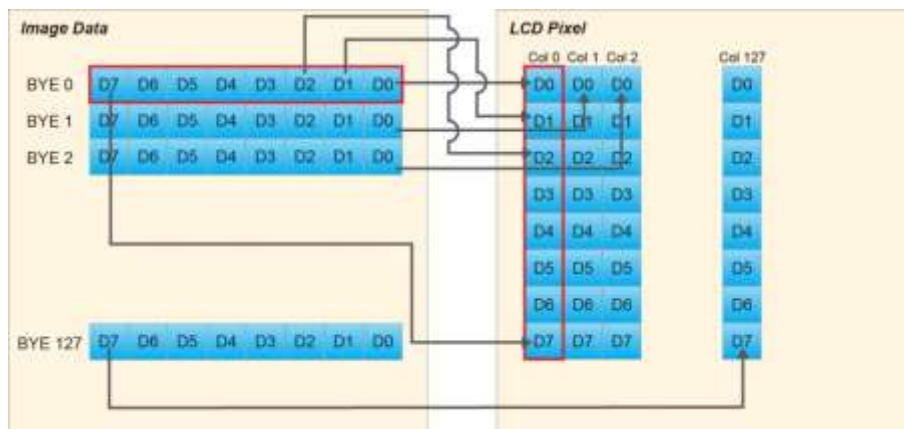 Image Data
LCD Pixel
Col 0 Col 1 Col 2 Col 127
BYE 0 D7 D6 D5 D4 D3 D2 D1 D0 D0 D0 D0 D0
BYE 1 D7 D6 D5 D4 D3 D2 D1 D0 D1 D1 D1 D1
BYE 2 D7 D6 D5 D4 D3 D2 D1 D0 D2 D2 D2 D2
D3 D3 D3 D3
D4 D4 D4 D4
D5 D5 D5 D5
D6 D6 D6 D6
BYE 127 D7 D6 D5 D4 D3 D2 D1 D0 D7 D7 D7 D7